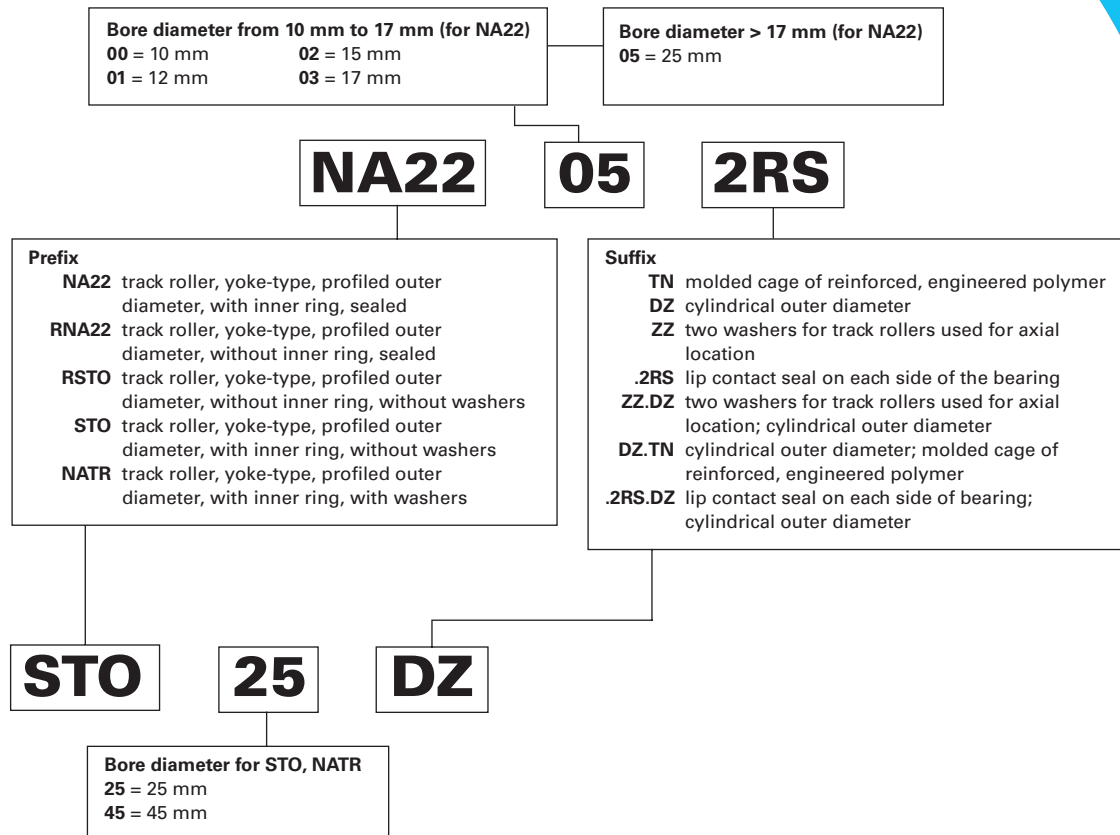 Bore diameter from 10 mm to 17 mm (for NA22)
00 = 10 mm 02 = 15 mm
01 = 12 mm 03 = 17 mm
Bore diameter > 17 mm (for NA22)
05 = 25 mm
NA22 05 2RS
Prefix
NA22 track roller, yoke-type, profiled outer
diameter, with inner ring, sealed
RNA22 track roller, yoke-type, profiled outer
diameter, without inner ring, sealed
RSTO track roller, yoke-type, profiled outer
diameter, without inner ring, without washers
STO track roller, yoke-type, profiled outer
diameter, with inner ring, without washers
NATR track roller, yoke-type, profiled outer
diameter, with inner ring, with washers
Suffix
TN molded cage of reinforced, engineered polymer
DZ cylindrical outer diameter
ZZ two washers for track rollers used for axial
location
.2RS lip contact seal on each side of the bearing
ZZ.DZ two washers for track rollers used for axial
location; cylindrical outer diameter
DZ.TN cylindrical outer diameter; molded cage of
reinforced, engineered polymer
.2RS.DZ lip contact seal on each side of bearing;
cylindrical outer diameter
STO 25 DZ
Bore diameter for STO, NATR
25 = 25 mm
45 = 45 mm